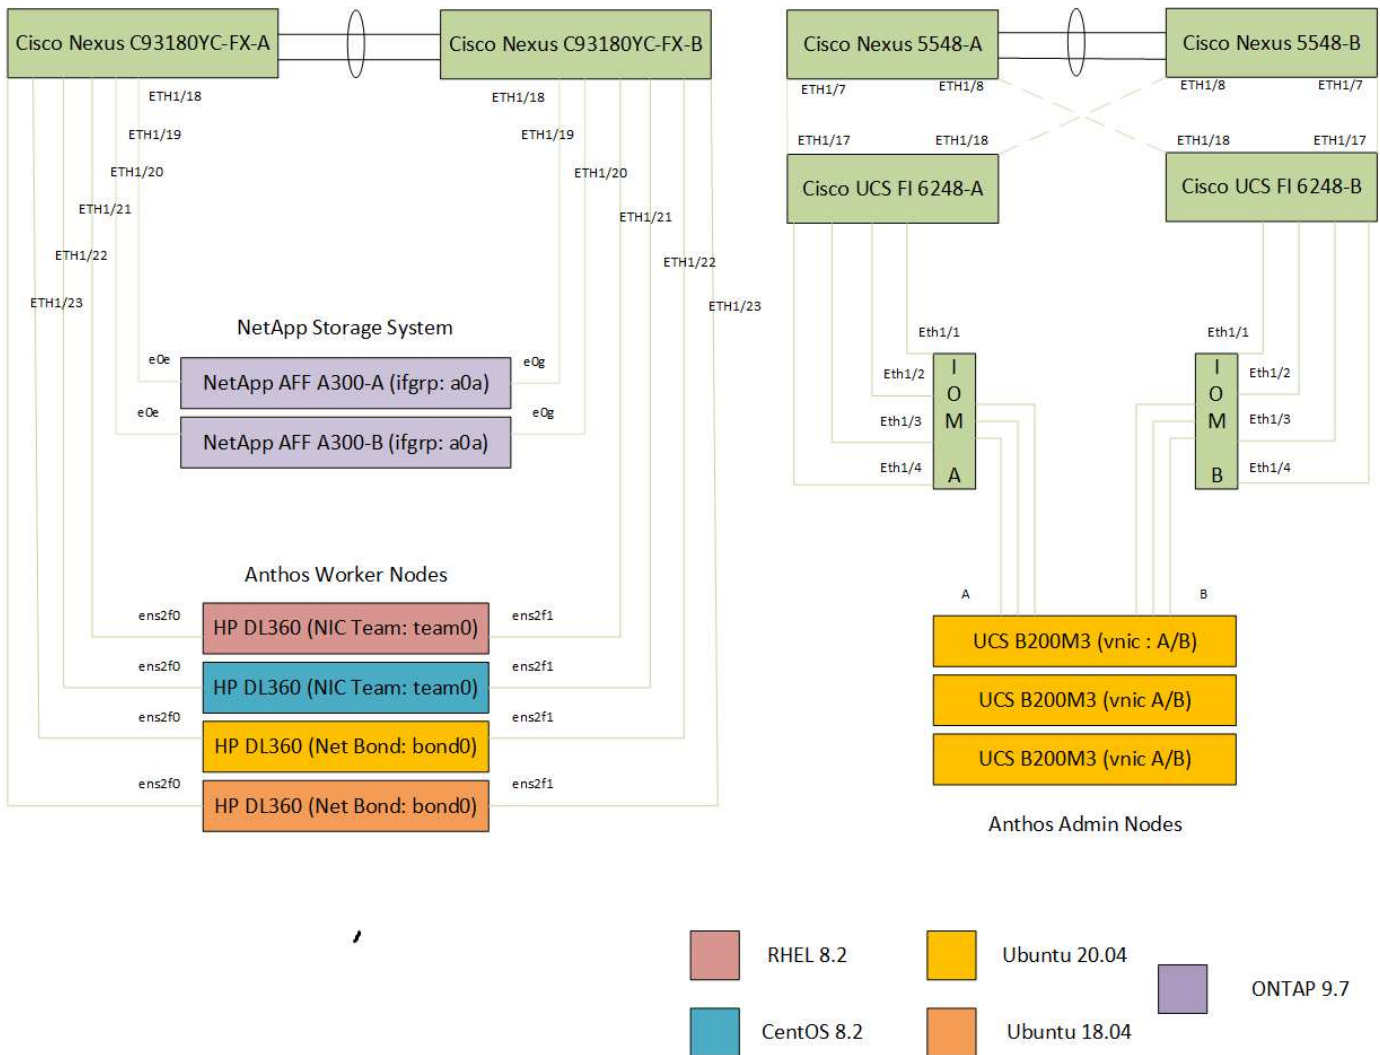 Cisco Nexus C93180YC-FX-A
Cisco Nexus C93180YC-FX-B
Cisco Nexus 5548-A
Cisco Nexus 5548-B
ETH1/18
ETH1/18
ETH1/7
ETH1/8
ETH1/8
ETH1/7
ETH1/19
ETH1/19
ETH1/17
ETH1/18
ETH1/18
ETH1/17
ETH1/20
ETH1/20
Cisco UCS FI 6248-A
Cisco UCS FI 6248-B
ETH1/21
ETH1/21
ETH1/22
ETH1/22
ETH1/23
ETH1/23
NetApp Storage System
Eth1/1
Eth1/1
e0e
e0g
NetApp AFF A300-A (ifgrp: a0a)
Eth1/2
Eth1/2
e0e
e0g
NetApp AFF A300-B (ifgrp: a0a)
Eth1/3
Eth1/3
Eth1/4
Eth1/4
I
O
M
A
I
O
M
B
Anthos Worker Nodes
A
B
ens2f0
ens2f1
HP DL360 (NIC Team: team0)
UCS B200M3 (vnic : A/B)
ens2f0
ens2f1
HP DL360 (NIC Team: team0)
UCS B200M3 (vnic A/B)
ens2f0
ens2f1
HP DL360 (Net Bond: bond0)
UCS B200M3 (vnic A/B)
ens2f0
ens2f1
HP DL360 (Net Bond: bond0)
Anthos Admin Nodes
RHEL 8.2
Ubuntu 20.04
ONTAP 9.7
CentOS 8.2
Ubuntu 18.04